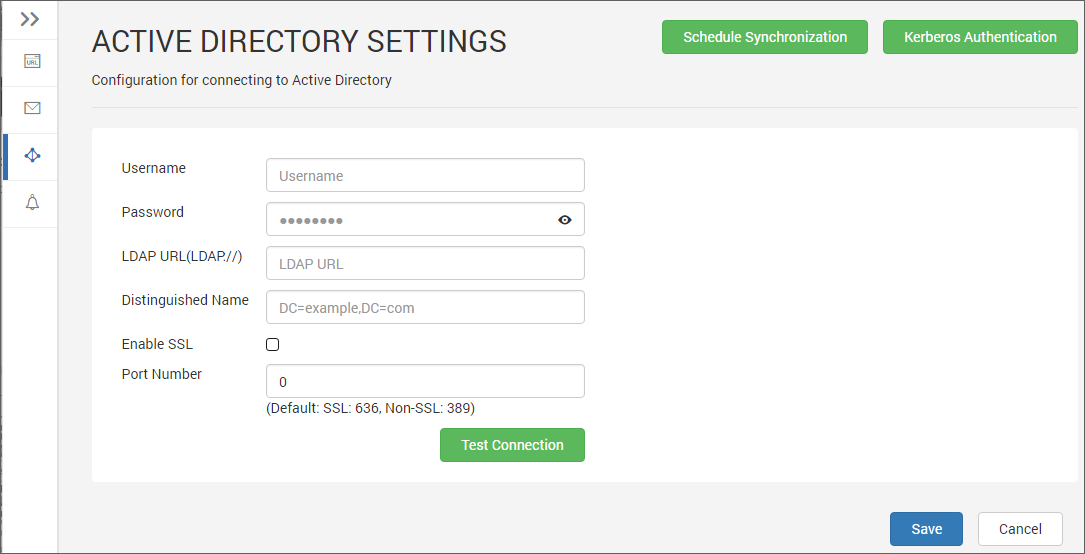 ACTIVE DIRECTORY SETTINGS
Schedule Synchronization
Kerberos Authentication
Configuration for connecting to Active Directory
URL
Username
Username
Password
●●●●●●●●
LDAP URL(LDAP://)
LDAP URL
Distinguished Name
DC=example,DC=com
Enable SSL
Port Number
0
(Default: SSL: 636, Non-SSL: 389)
Test Connection
Save
Cancel